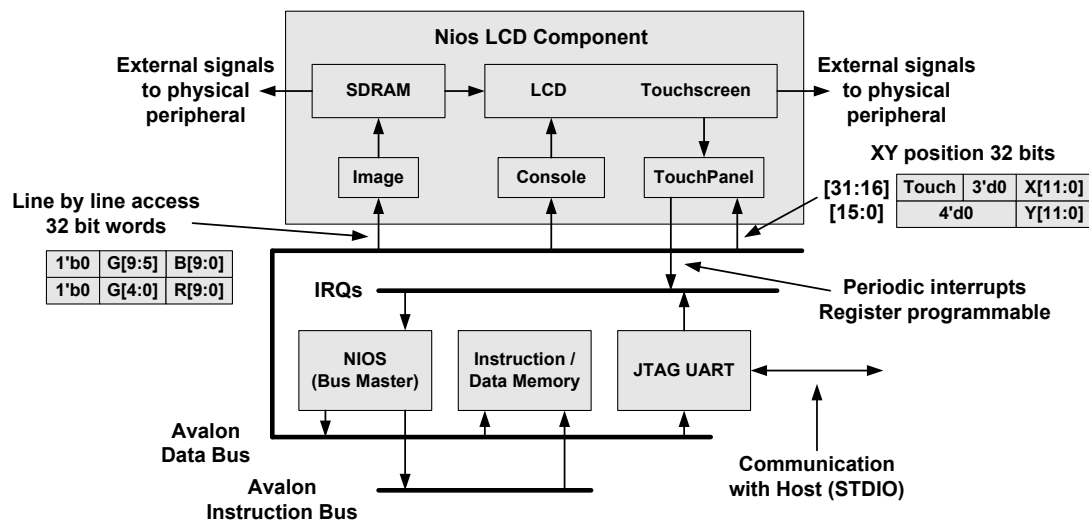 Nios LCD Component
External signals
to physical
peripheral
SDRAM
LCD
Touchscreen
External signals
to physical
peripheral
Image
Console
TouchPanel
XY position 32 bits
[31:16] Touch 3'd0 X[11:0]
[15:0] 4'd0 Y[11:0]
Line by line access
32 bit words
1'b0 G[9:5] B[9:0]
1'b0 G[4:0] R[9:0]
IRQs
Periodic interrupts
Register programmable
NIOS
(Bus Master)
Instruction /
Data Memory
JTAG UART
Avalon
Data Bus
Communication
with Host (STDIO)
Avalon
Instruction Bus